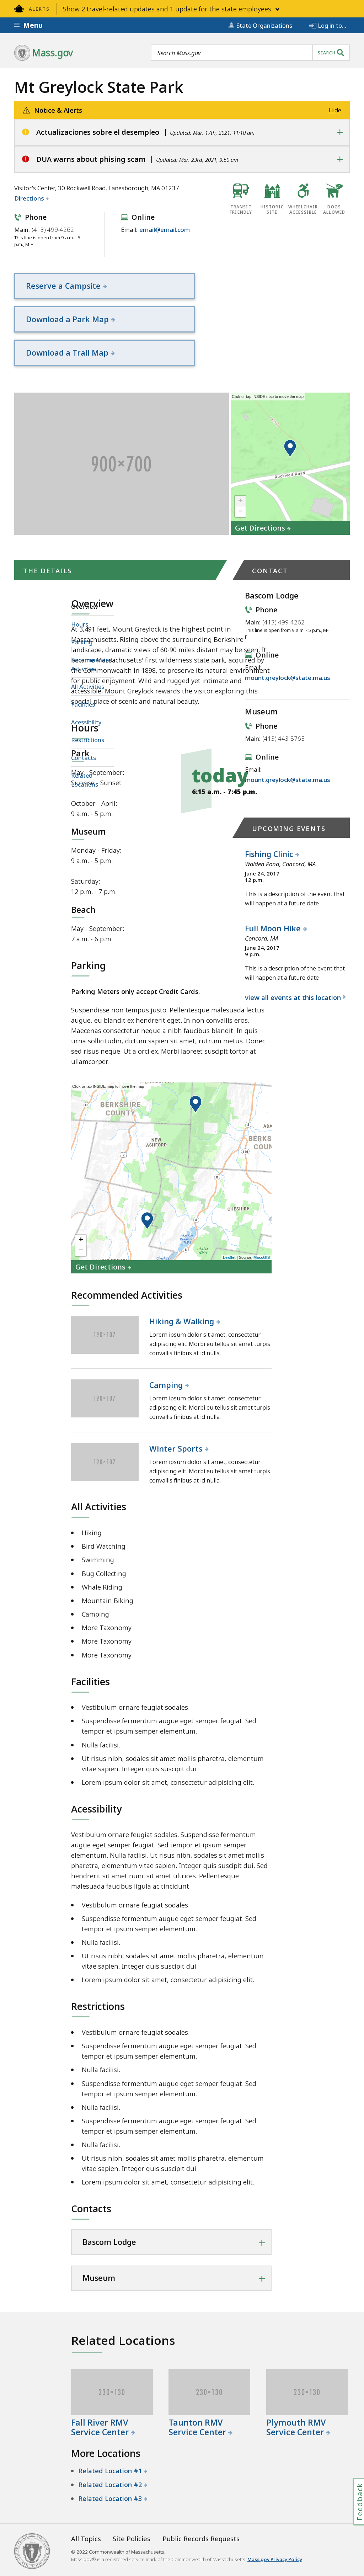 ALERTS Show 2 travel-related updates and 1 update for the state employees.
Menu State Organizations Log in to...
Mass.gov Search Mass.gov SEARCH
Mt Greylock State Park
Notice & Alerts Hide
Actualizaciones sobre el desempleo | Updated: Mar. 17th, 2021, 11:10 am
DUA warns about phising scam | Updated: Mar. 23rd, 2021, 9:50 am
Visitor's Center, 30 Rockwell Road, Lanesborough, MA 01237
Directions
TRANSIT FRIENDLY
HISTORIC SITE
WHEELCHAIR ACCESSIBLE
DOGS ALLOWED
Phone
Main: (413) 499-4262
This line is open from 9 a.m. - 5
p.m., M-F
Online
Email: email@email.com
Reserve a Campsite
Download a Park Map
Download a Trail Map
900×700
Click or tap INSIDE map to move the map
Rockwell Road
+
−
Get Directions
THE DETAILS
CONTACT
Overview
Overview
Hours
Parking
Recommended
Activities
All Activities
Facilities
Acessibility
Restrictions
Contacts
Related
Locations
At 3,491 feet, Mount Greylock is the highest point in
Massachusetts. Rising above the surrounding Berkshire
landscape, dramatic views of 60-90 miles distant may be seen. It
became Massachusetts' first wilderness state park, acquired by
the Commonwealth in 1898, to preserve its natural environment for
public to enjoy. Wild and rugged yet intimate and
accessible, Mount Greylock rewards the visitor exploring this
special place of scenic and natural beauty.
Hours
Park
May - September:
Sunrise - Sunset
October - April:
9 a.m. - 5 p.m.
today
6:15 a.m. - 7:45 p.m.
Museum
Monday - Friday:
9 a.m. - 5 p.m.
Saturday:
12 p.m. - 7 p.m.
Beach
May - September:
7 a.m. - 6 p.m.
Bascom Lodge
Phone
Main: (413) 499-4262
This line is open from 9 a.m. - 5 p.m., M-
F
Online
Email:
mount.greylock@state.ma.us
Museum
Phone
Main: (413) 443-8765
Online
Email:
mount.greylock@state.ma.us
UPCOMING EVENTS
Fishing Clinic
Walden Pond, Concord, MA
June 24, 2017
12 p.m.
This is a description of the event that
will happen at a future date
Full Moon Hike
Concord, MA
June 24, 2017
9 p.m.
This is a description of the event that
will happen at a future date
view all events at this location
Parking
Parking Meters only accept Credit Cards.
Suspendisse non tempus justo. Pellentesque malesuada lectus
augue, eu blandit ex hendrerit eget. In non convallis eros.
Maecenas consectetur neque a nibh faucibus blandit. In quis
urna sollicitudin, dictum sapien sit amet, rutrum metus. Donec
sed risus neque. Ut a orci ex. Morbi laoreet suscipit tortor at
ullamcorper.
Click or tap INSIDE map to move the map
BERKSHIRE
COUNTY
NEW
ASHFORD
BERKS
COUN
CHESHIRE
+
−
Leaflet | Source: MassGIS
Get Directions
Recommended Activities
190×107
Hiking & Walking
Lorem ipsum dolor sit amet, consectetur
adipiscing elit. Morbi eu tellus sit amet turpis
convallis finibus at id nulla.
190×107
Camping
Lorem ipsum dolor sit amet, consectetur
adipiscing elit. Morbi eu tellus sit amet turpis
convallis finibus at id nulla.
190×107
Winter Sports
Lorem ipsum dolor sit amet, consectetur
adipiscing elit. Morbi eu tellus sit amet turpis
convallis finibus at id nulla.
All Activities
Hiking
Bird Watching
Swimming
Bug Collecting
Whale Riding
Mountain Biking
Camping
More Taxonomy
More Taxonomy
More Taxonomy
Facilities
Vestibulum ornare feugiat sodales.
Suspendisse fermentum augue eget semper feugiat. Sed
tempor et ipsum semper elementum.
Nulla facilisi.
Ut risus nibh, sodales sit amet mollis pharetra, elementum
vitae sapien. Integer quis suscipit dui.
Lorem ipsum dolor sit amet, consectetur adipisicing elit.
Acessibility
Vestibulum ornare feugiat sodales. Suspendisse fermentum
augue eget semper feugiat. Sed tempor et ipsum semper
elementum. Nulla facilisi. Ut risus nibh, sodales sit amet mollis
pharetra, elementum vitae sapien. Integer quis suscipit dui. Sed
hendrerit sit amet nunc sit amet ultrices. Pellentesque
malesuada faucibus ligula ac tincidunt.
Vestibulum ornare feugiat sodales.
Suspendisse fermentum augue eget semper feugiat. Sed
tempor et ipsum semper elementum.
Nulla facilisi.
Ut risus nibh, sodales sit amet mollis pharetra, elementum
vitae sapien. Integer quis suscipit dui.
Lorem ipsum dolor sit amet, consectetur adipisicing elit.
Restrictions
Vestibulum ornare feugiat sodales.
Suspendisse fermentum augue eget semper feugiat. Sed
tempor et ipsum semper elementum.
Nulla facilisi.
Suspendisse fermentum augue eget semper feugiat. Sed
tempor et ipsum semper elementum.
Nulla facilisi.
Suspendisse fermentum augue eget semper feugiat. Sed
tempor et ipsum semper elementum.
Nulla facilisi.
Ut risus nibh, sodales sit amet mollis pharetra, elementum
vitae sapien. Integer quis suscipit dui.
Lorem ipsum dolor sit amet, consectetur adipisicing elit.
Contacts
Bascom Lodge
Museum
Related Locations
230×130 230×130 230×130
Fall River RMV
Service Center
Taunton RMV
Service Center
Plymouth RMV
Service Center
More Locations
Related Location #1
Related Location #2
Related Location #3
Feedback
All Topics Site Policies Public Records Requests
© 2022 Commonwealth of Massachusetts.
Mass.gov® is a registered service mark of the Commonwealth of Massachusetts. Mass.gov Privacy Policy